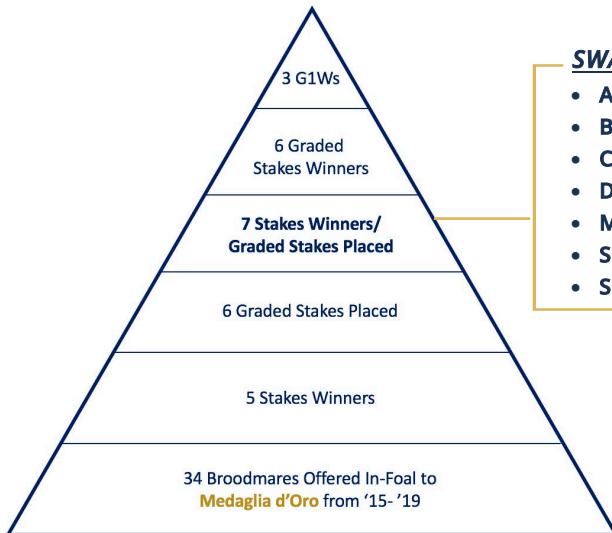 3 G1Ws
6 Graded
Stakes Winners
7 Stakes Winners/
Graded Stakes Placed
6 Graded Stakes Placed
5 Stakes Winners
34 Broodmares Offered In-Foal to
Medaglia d'Oro from '15- '19
• A
• B
• C
• D
• M
• S
• S